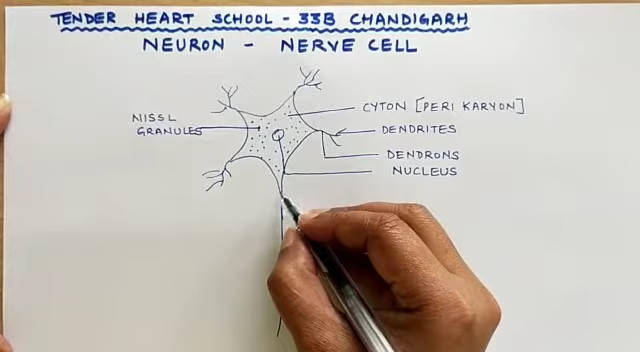 TENDER HEART SCHOOL - 33B CHANDIGARH
NEURON - NERVE CELL
CYTON [PERI KARYON]
NISSL
GRANULES
DENDRITES
DENDRONS
NUCLEUS